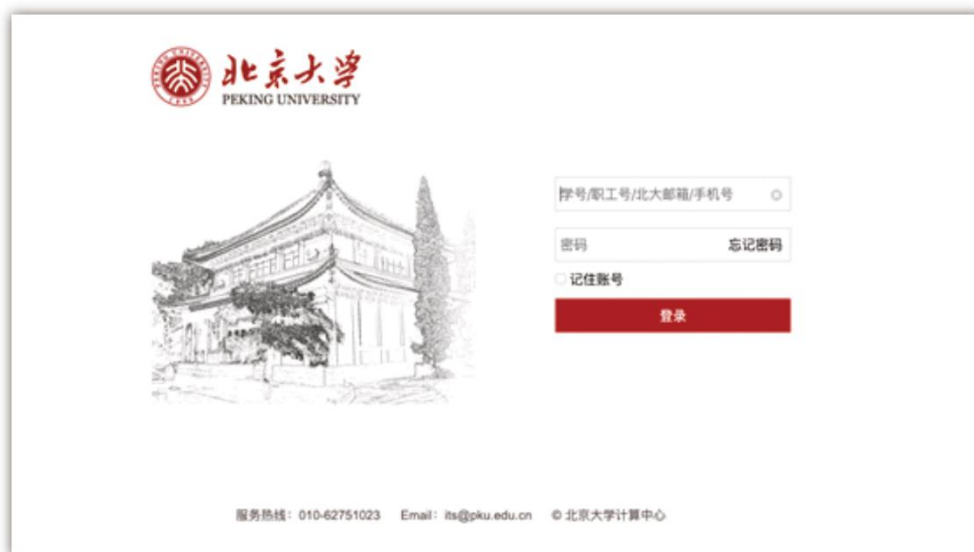 北京大学
PEKING UNIVERSITY
学号/职工号/北大邮箱/手机号
密码 忘记密码
记住账号
登录
服务热线：010-62751023 Email：its@pku.edu.cn © 北京大学计算中心